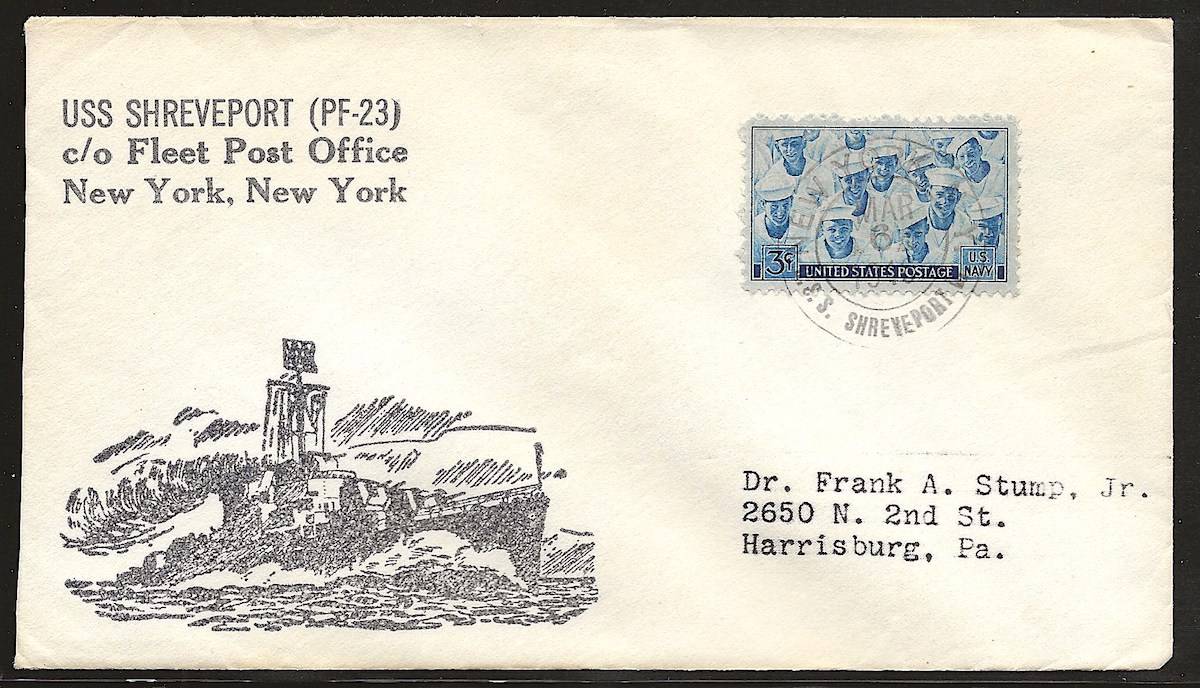 USS SHREVEPORT (PF-23)
c/o Fleet Post Office
New York, New York
3¢
UNITED STATES POSTAGE
U.S.
NAVY
NEW YORK
MAR
6
S.S. SHREVEPORT
Dr. Frank A. Stump, Jr.
2650 N. 2nd St.
Harrisburg, Pa.